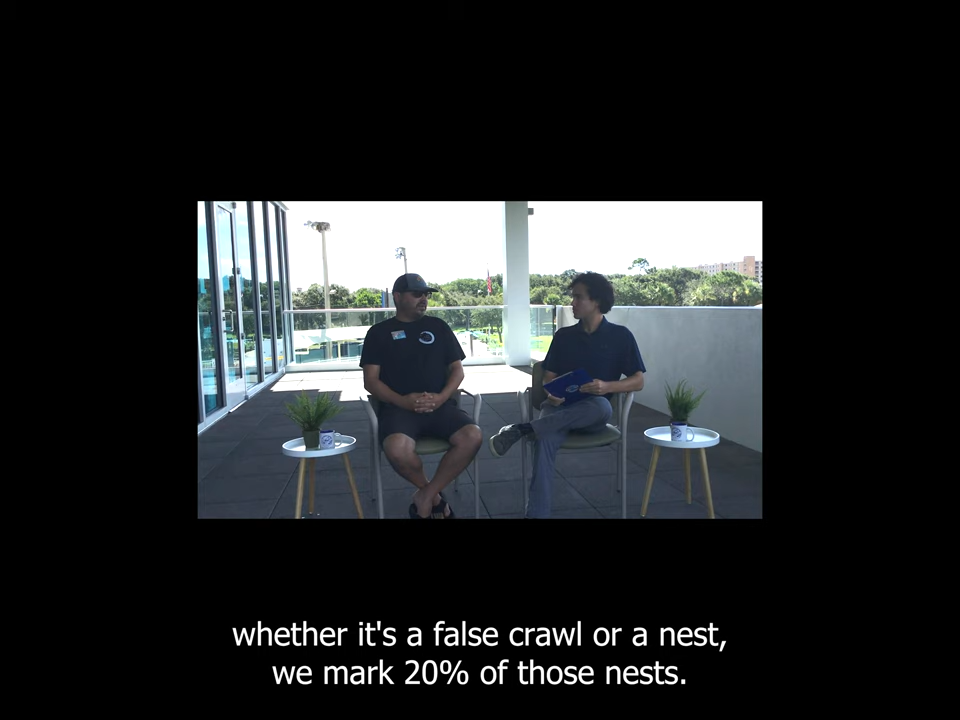 whether it's a false crawl or a nest,
we mark 20% of those nests.